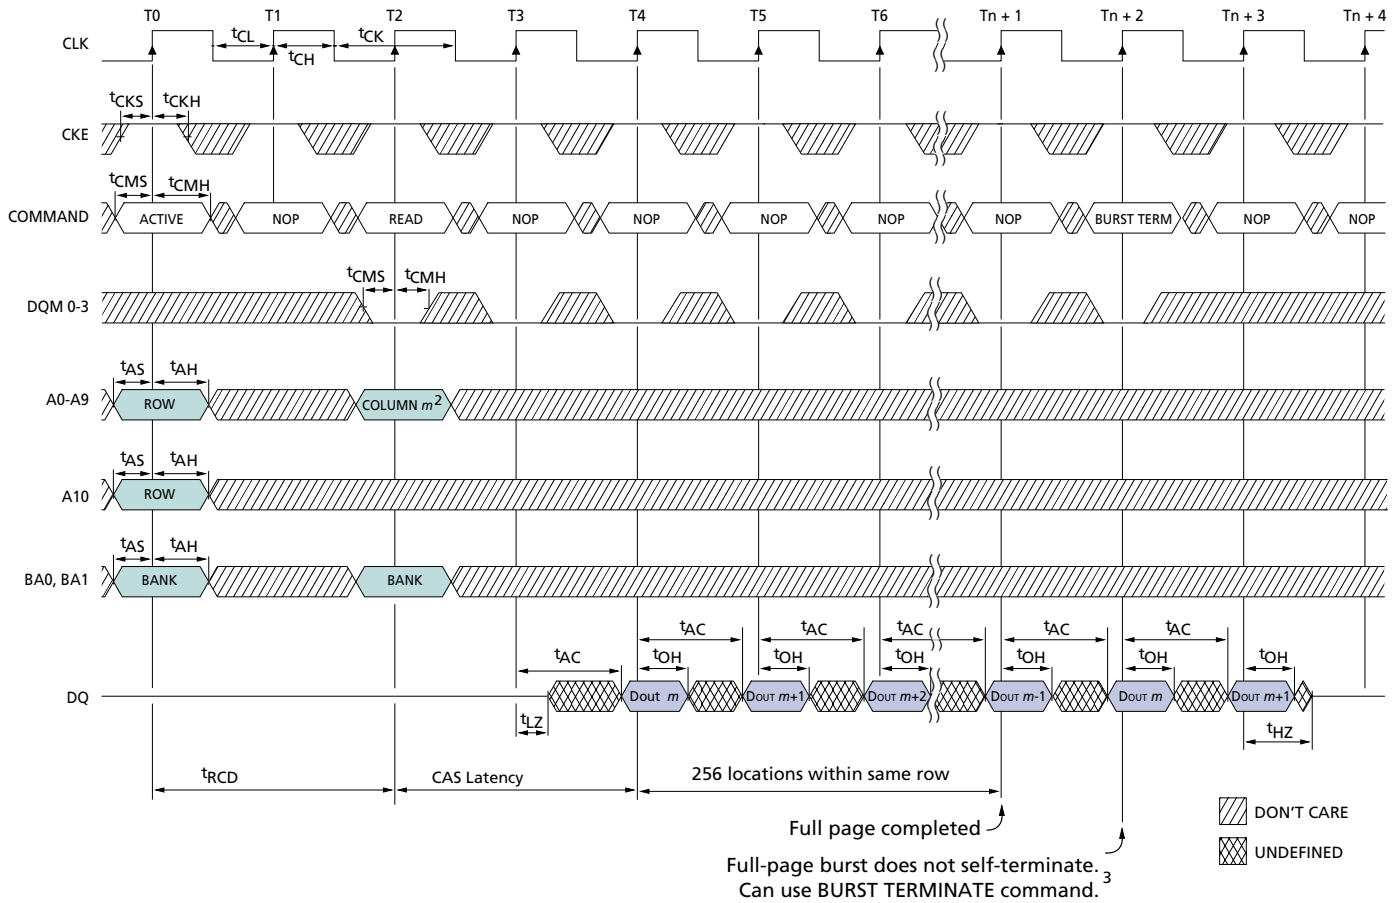 T0 T1 T2 T3 T4 T5 T6 Tn + 1 Tn + 2 Tn + 3 Tn + 4
CLK tCL tCH tCK
tCKS tCKH
CKE
tCMS tCMH
COMMAND ACTIVE NOP READ NOP NOP NOP NOP NOP BURST TERM NOP NOP
tCMS tCMH
DQM 0-3
tAS tAH
A0-A9 ROW COLUMN m2
tAS tAH
A10 ROW
tAS tAH
BA0, BA1 BANK BANK
tAC tAC tAC tAC tAC
tAC tOH tOH tOH tOH tOH tOH
DQ Dout m DOUT m+1 DOUT m+2 DOUT m-1 DOUT m DOUT m+1
tLZ tHZ
tRCD CAS Latency 256 locations within same row
Full page completed
Full-page burst does not self-terminate.
Can use BURST TERMINATE command. 3
DON'T CARE
UNDEFINED